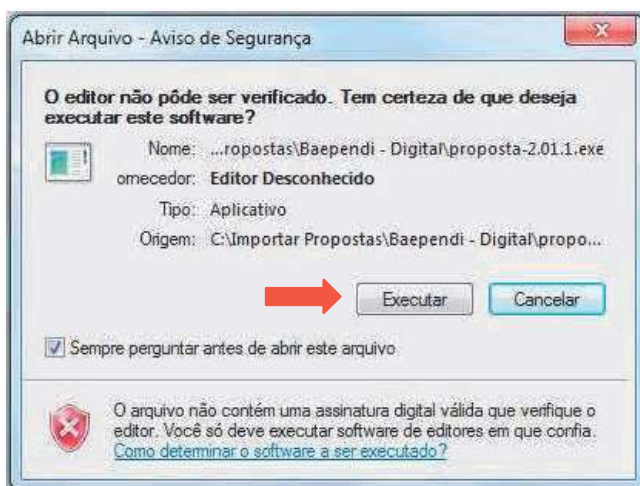 Abrir Arquivo - Aviso de Segurança
O editor não pôde ser verificado. Tem certeza de que deseja
executar este software?
Nome: ...ropostas\Baependi - Digital\proposta-2.01.1.exe
omecedor: Editor Desconhecido
Tipo: Aplicativo
Origem: C:\Importar Propostas\Baependi - Digital\propo...
Executar Cancelar
Sempre perguntar antes de abrir este arquivo
O arquivo não contém uma assinatura digital válida que verifique o
editor. Você só deve executar software de editores em que confia.
Como determinar o software a ser executado?